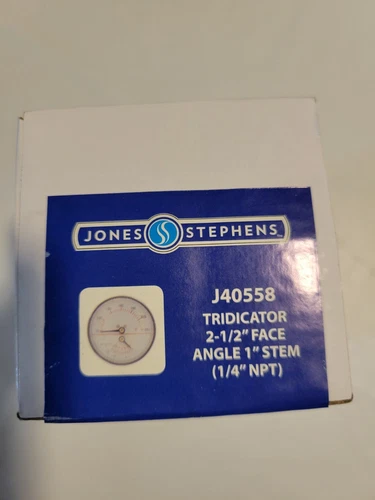 JONES STEPHENS
J40558
TRIDICATOR
2-1/2" FACE
ANGLE 1" STEM
(1/4" NPT)